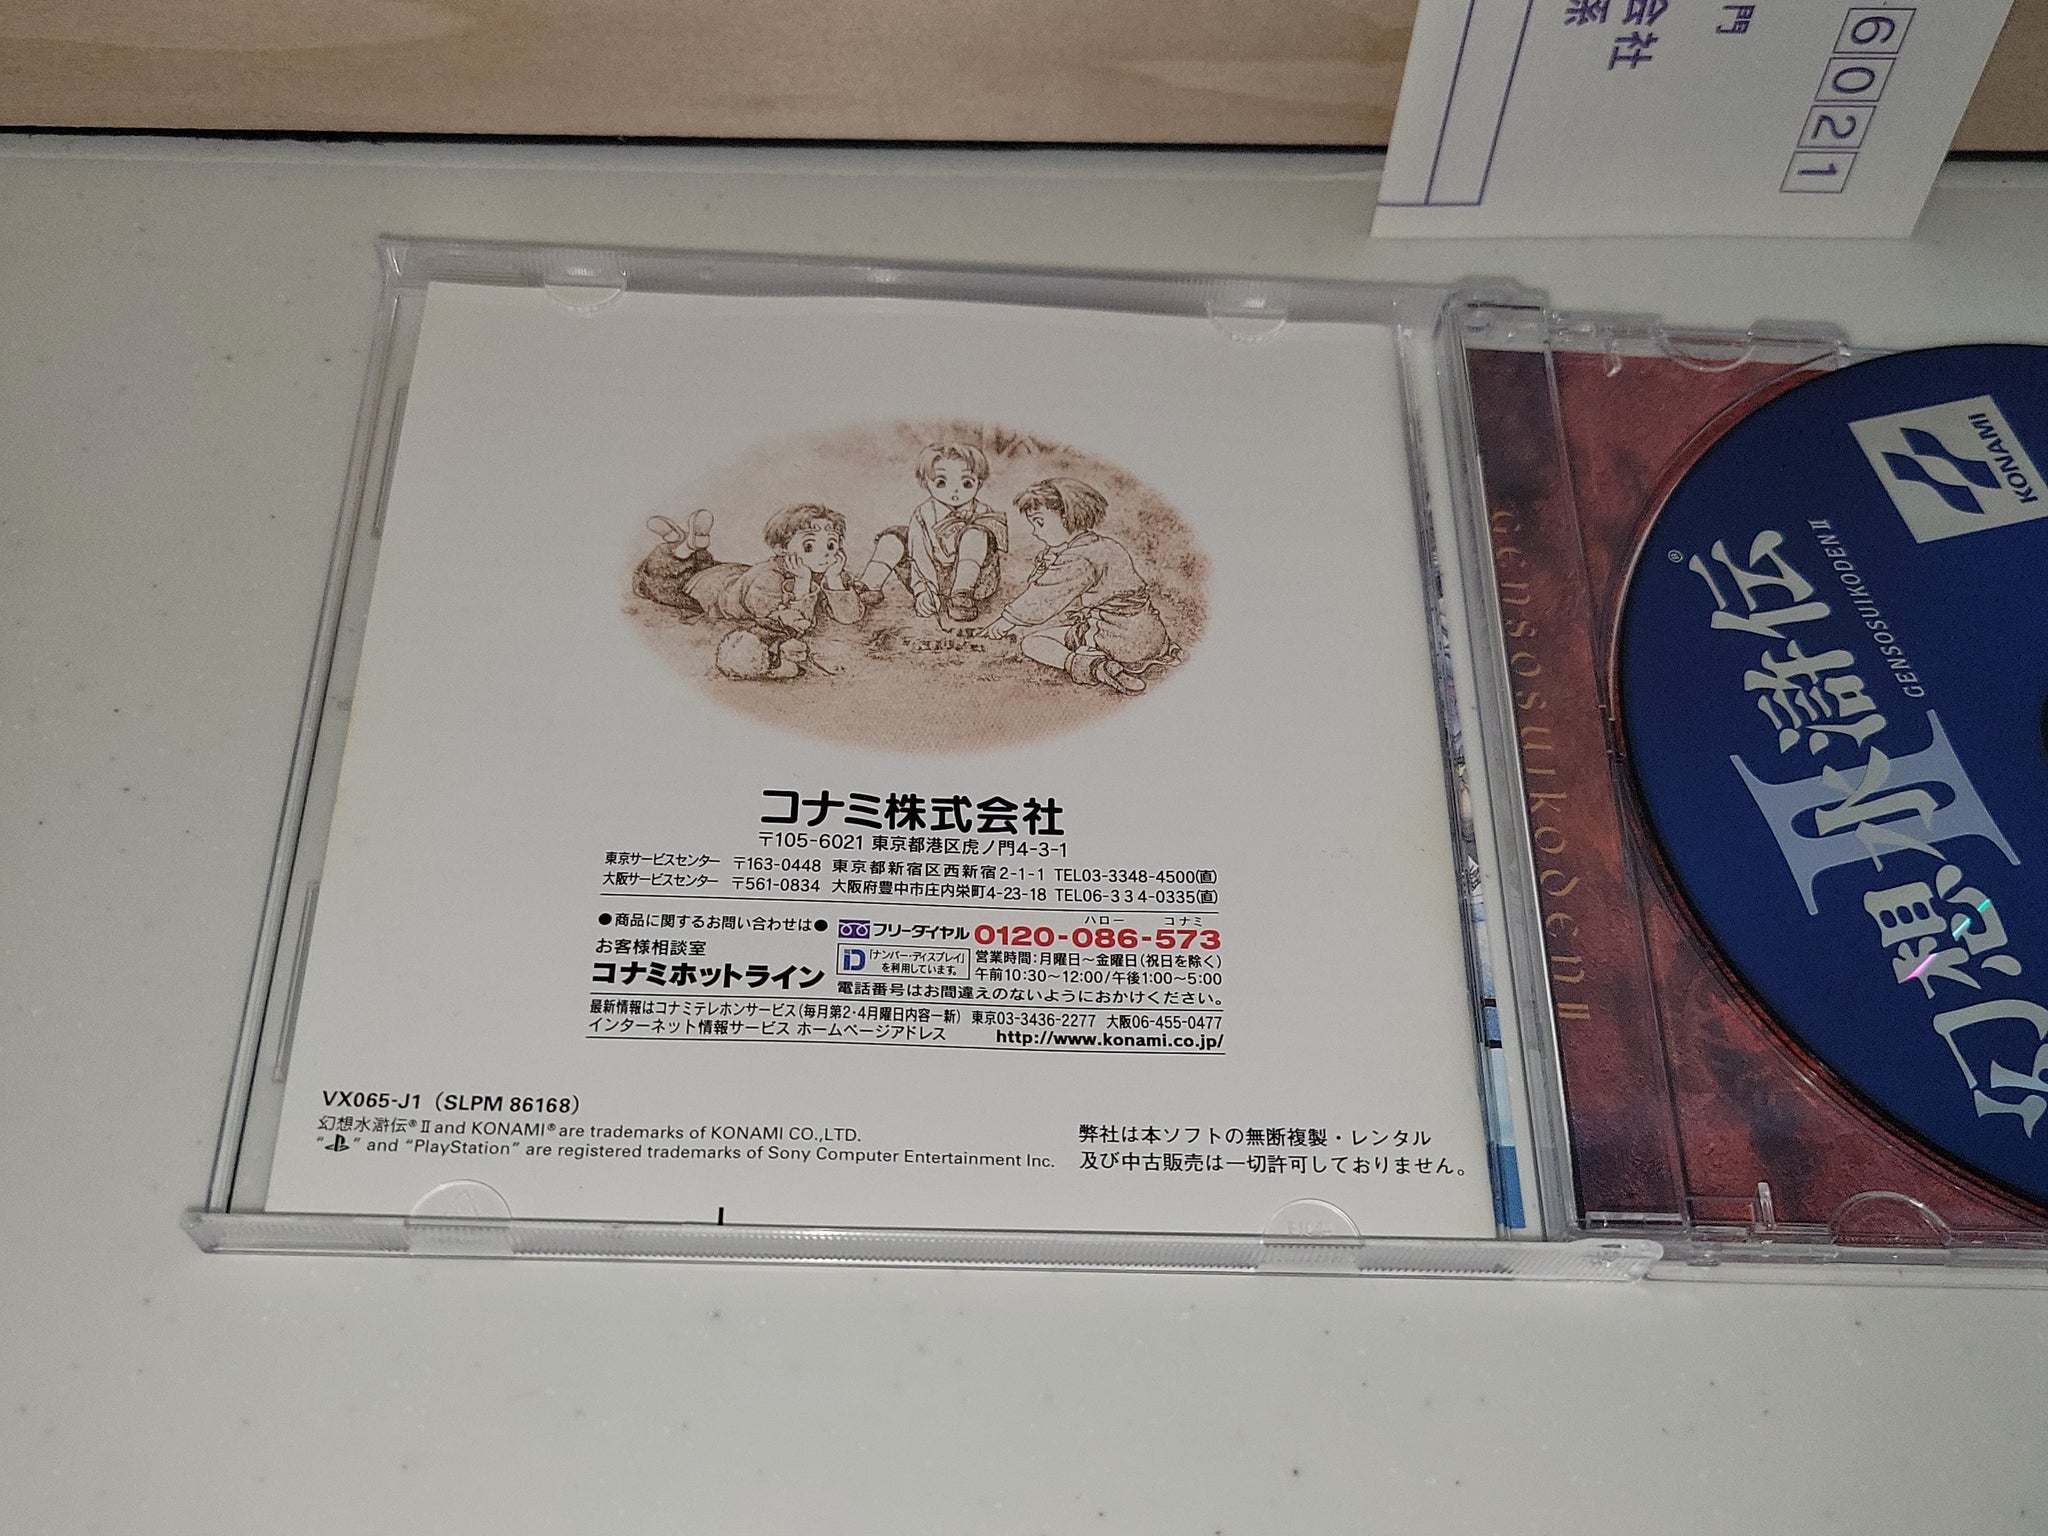 コナミ株式会社
〒105-6021 東京都港区虎ノ門4-3-1
東京サービスセンター 〒163-0448 東京都新宿区西新宿2-1-1 TEL03-3348-4500(直)
大阪サービスセンター 〒561-0834 大阪府豊中市庄内栄町4-23-18 TEL06-334-0335(直)
●商品に関するお問い合わせは●
お客様相談室
コナミホットライン
フリーダイヤル
ハロー コナミ
0120-086-573
「ナンバー・ディスプレイ」
を利用しています。
営業時間:月曜日～金曜日(祝日を除く)
午前10:30～12:00/午後1:00～5:00
電話番号はお間違えのないようにおかけください。
最新情報はコナミテレホンサービス(毎月第2・4月曜日内容一新) 東京03-3436-2277 大阪06-455-0477
インターネット情報サービス ホームページアドレス http://www.konami.co.jp/
VX065-J1 (SLPM 86168)
幻想水滸伝®Ⅱ and KONAMI® are trademarks of KONAMI CO.,LTD.
" " and "PlayStation" are registered trademarks of Sony Computer Entertainment Inc.
弊社は本ソフトの無断複製・レンタル
及び中古販売は一切許可しておりません。
Gensosuikoden II
KONAMI
幻想水滸伝®
II
GENSOSUIKODEN II
6021
門
会社
係